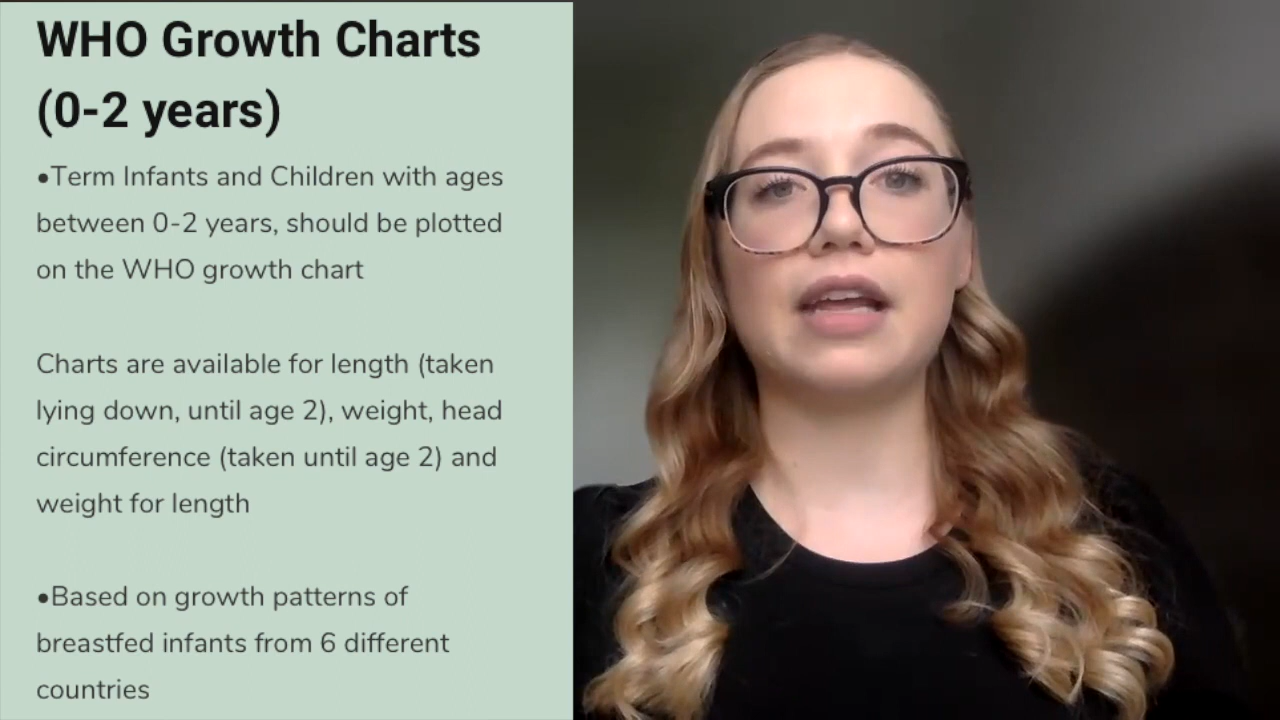 WHO Growth Charts
(0-2 years)
•Term Infants and Children with ages
between 0-2 years, should be plotted
on the WHO growth chart
Charts are available for length (taken
lying down, until age 2), weight, head
circumference (taken until age 2) and
weight for length
•Based on growth patterns of
breastfed infants from 6 different
countries